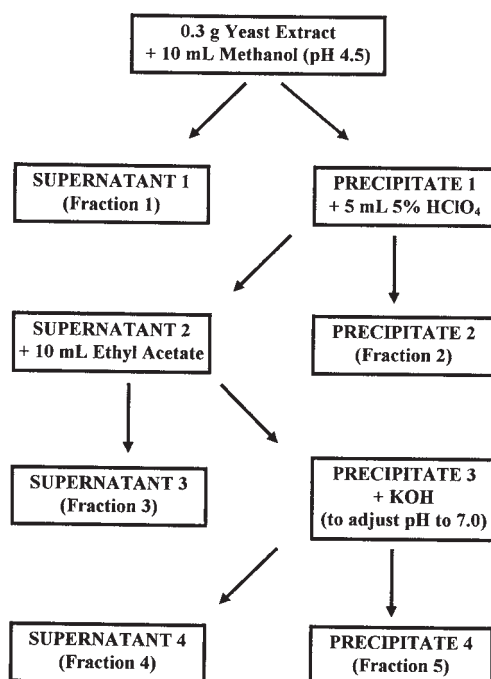 0.3 g Yeast Extract
+ 10 mL Methanol (pH 4.5)
SUPERNATANT 1
(Fraction 1)
PRECIPITATE 1
+ 5 mL 5% HClO₄
SUPERNATANT 2
+ 10 mL Ethyl Acetate
PRECIPITATE 2
(Fraction 2)
SUPERNATANT 3
(Fraction 3)
PRECIPITATE 3
+ KOH
(to adjust pH to 7.0)
SUPERNATANT 4
(Fraction 4)
PRECIPITATE 4
(Fraction 5)